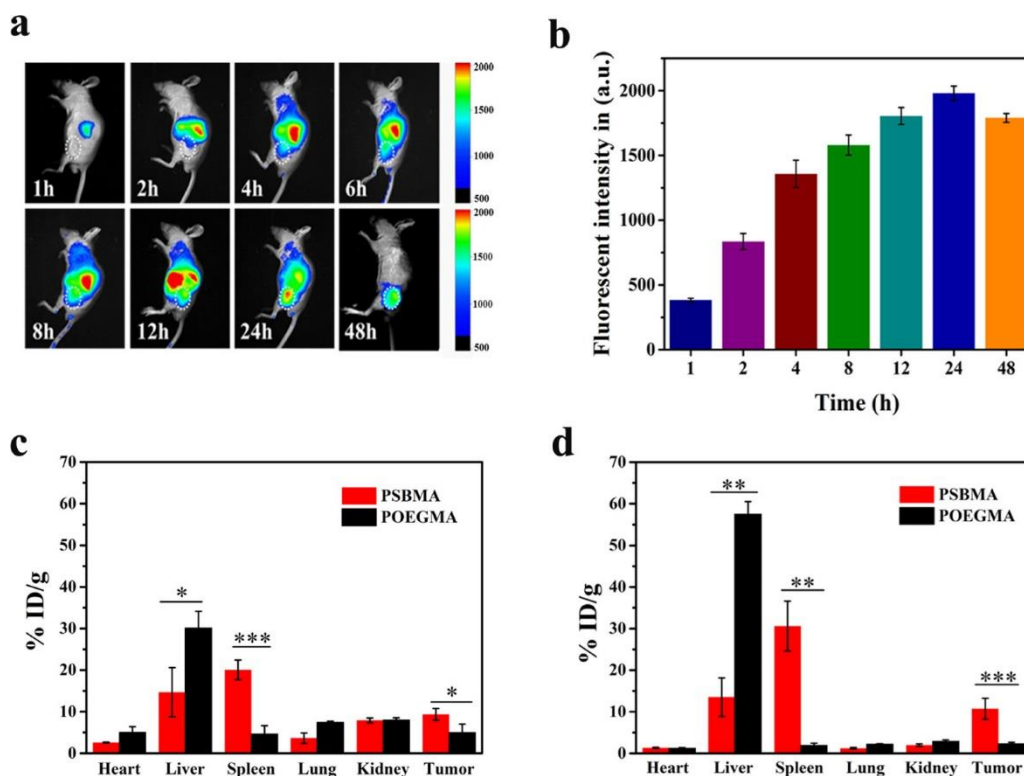 a
1h
2h
4h
6h
2000
1500
1000
500
8h
12h
24h
48h
2000
1500
1000
500
b
Fluorescent intensity in (a.u.)
2000
1500
1000
500
0
1 2 4 8 12 24 48
Time (h)
c
% ID/g
70
60
50
40
30
20
10
0
PSBMA
POEGMA
*
***
*
Heart Liver Spleen Lung Kidney Tumor
d
% ID/g
70
60
50
40
30
20
10
0
PSBMA
POEGMA
**
**
***
Heart Liver Spleen Lung Kidney Tumor